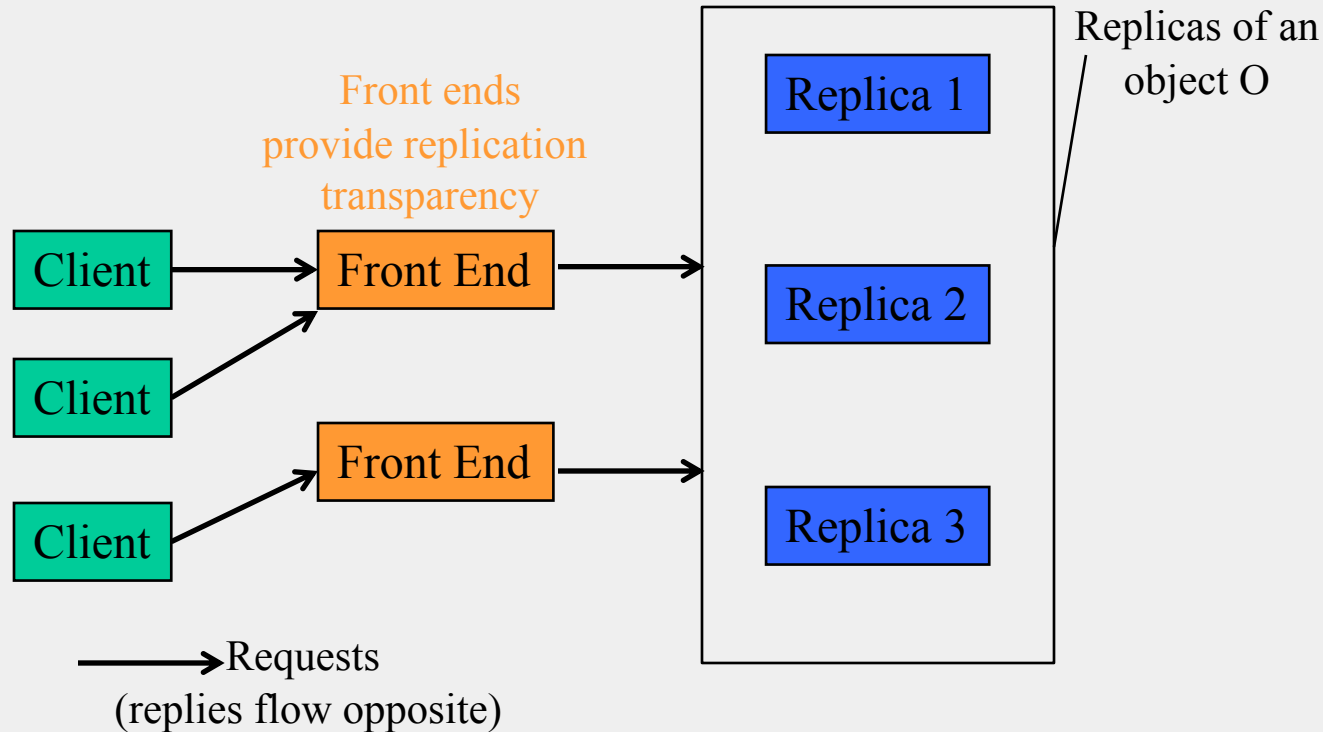 Replicas of an
object O
Front ends
provide replication
transparency
Client
Client
Client
Front End
Front End
Replica 1
Replica 2
Replica 3
Requests
(replies flow opposite)